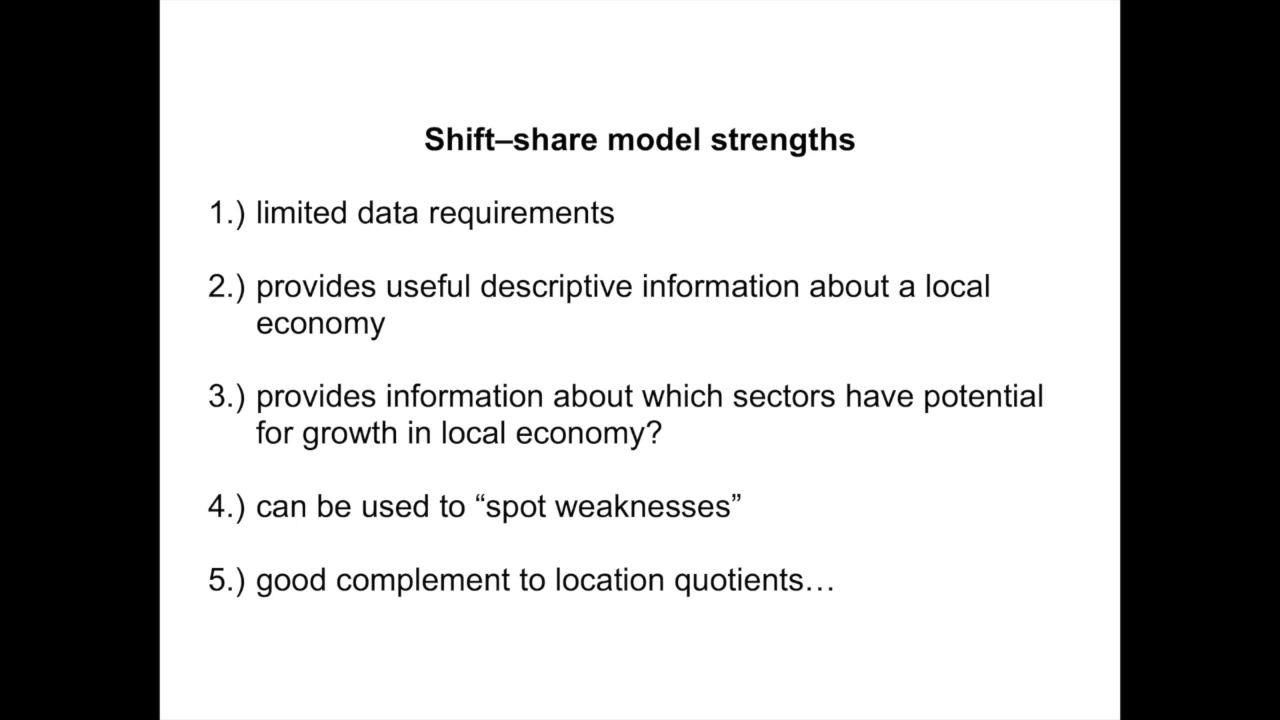 Shift–share model strengths
1.) limited data requirements
2.) provides useful descriptive information about a local
economy
3.) provides information about which sectors have potential
for growth in local economy?
4.) can be used to “spot weaknesses”
5.) good complement to location quotients…